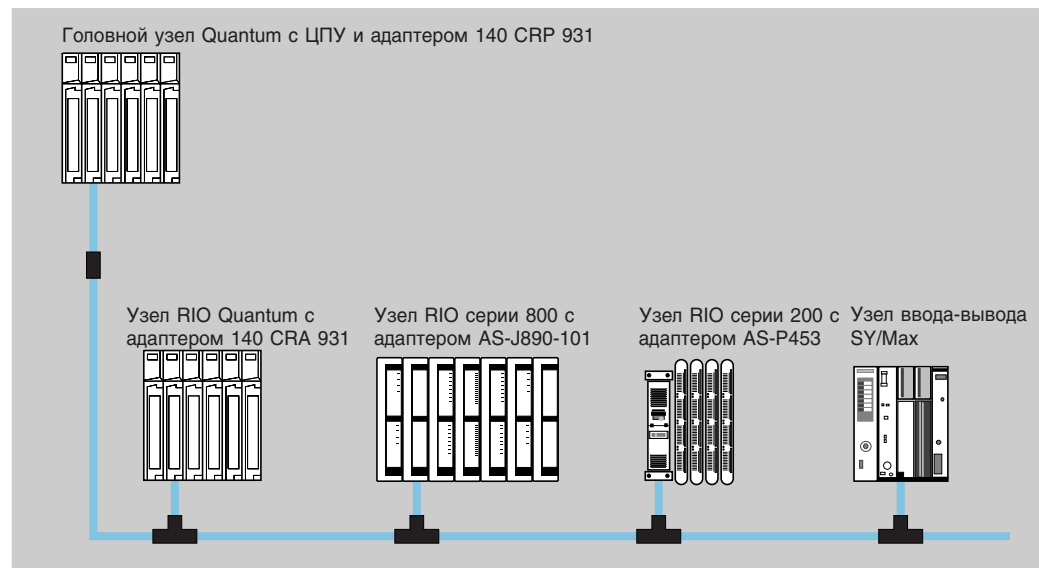 Головной узел Quantum с ЦПУ и адаптером 140 CRP 931
Узел RIO Quantum с
адаптером 140 CRA 931
Узел RIO серии 800 с
адаптером AS-J890-101
Узел RIO серии 200 с
адаптером AS-P453
Узел ввода-вывода
SY/Max